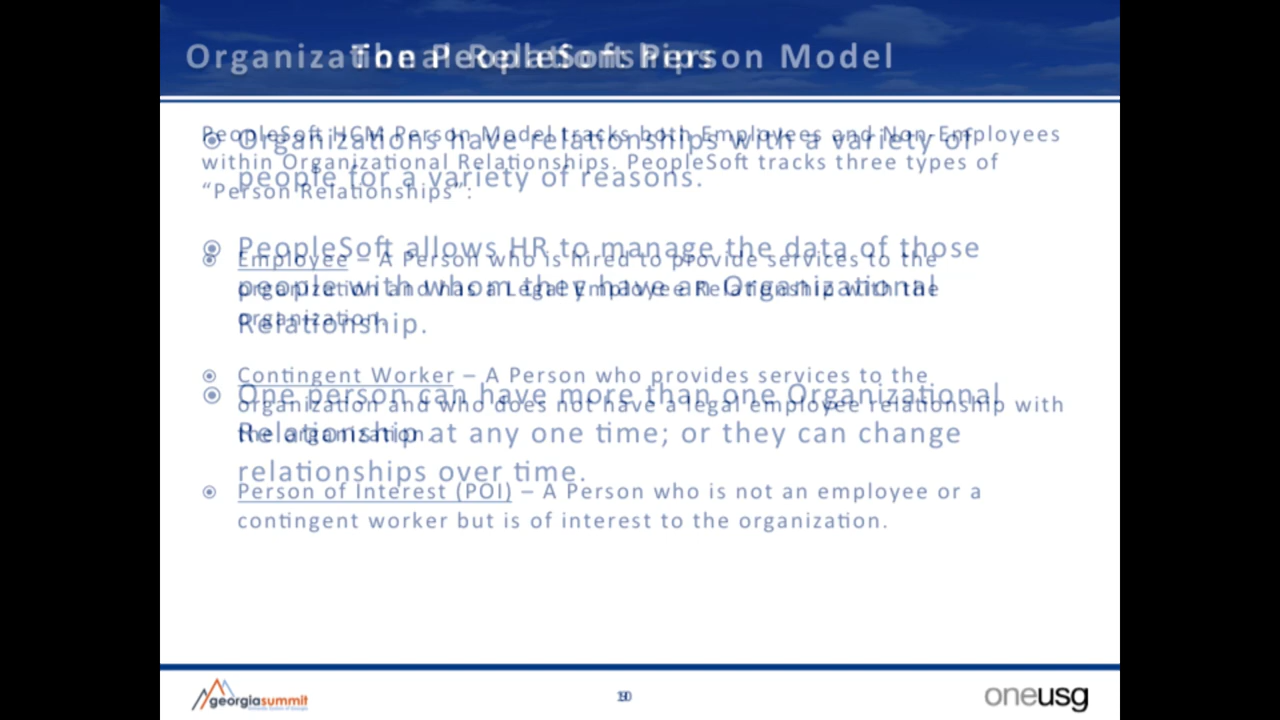 Organizational Relationships
The PeopleSoft Person Model
Organizations have relationships with a variety of
people for a variety of reasons.
PeopleSoft allows HR to manage the data of those
people with whom they have an Organizational
Relationship.
One person can have more than one Organizational
Relationship at any one time; or they can change
relationships over time.
PeopleSoft HCM Person Model tracks both Employees and Non-Employees
within Organizational Relationships. PeopleSoft tracks three types of
“Person Relationships”:
Employee – A Person who is hired to provide services to the
organization and has a Legal Employee Relationship with the
organization.
Contingent Worker – A Person who provides services to the
organization and who does not have a legal employee relationship with
the organization.
Person of Interest (POI) – A Person who is not an employee or a
contingent worker but is of interest to the organization.
georgiasummit
oneusg